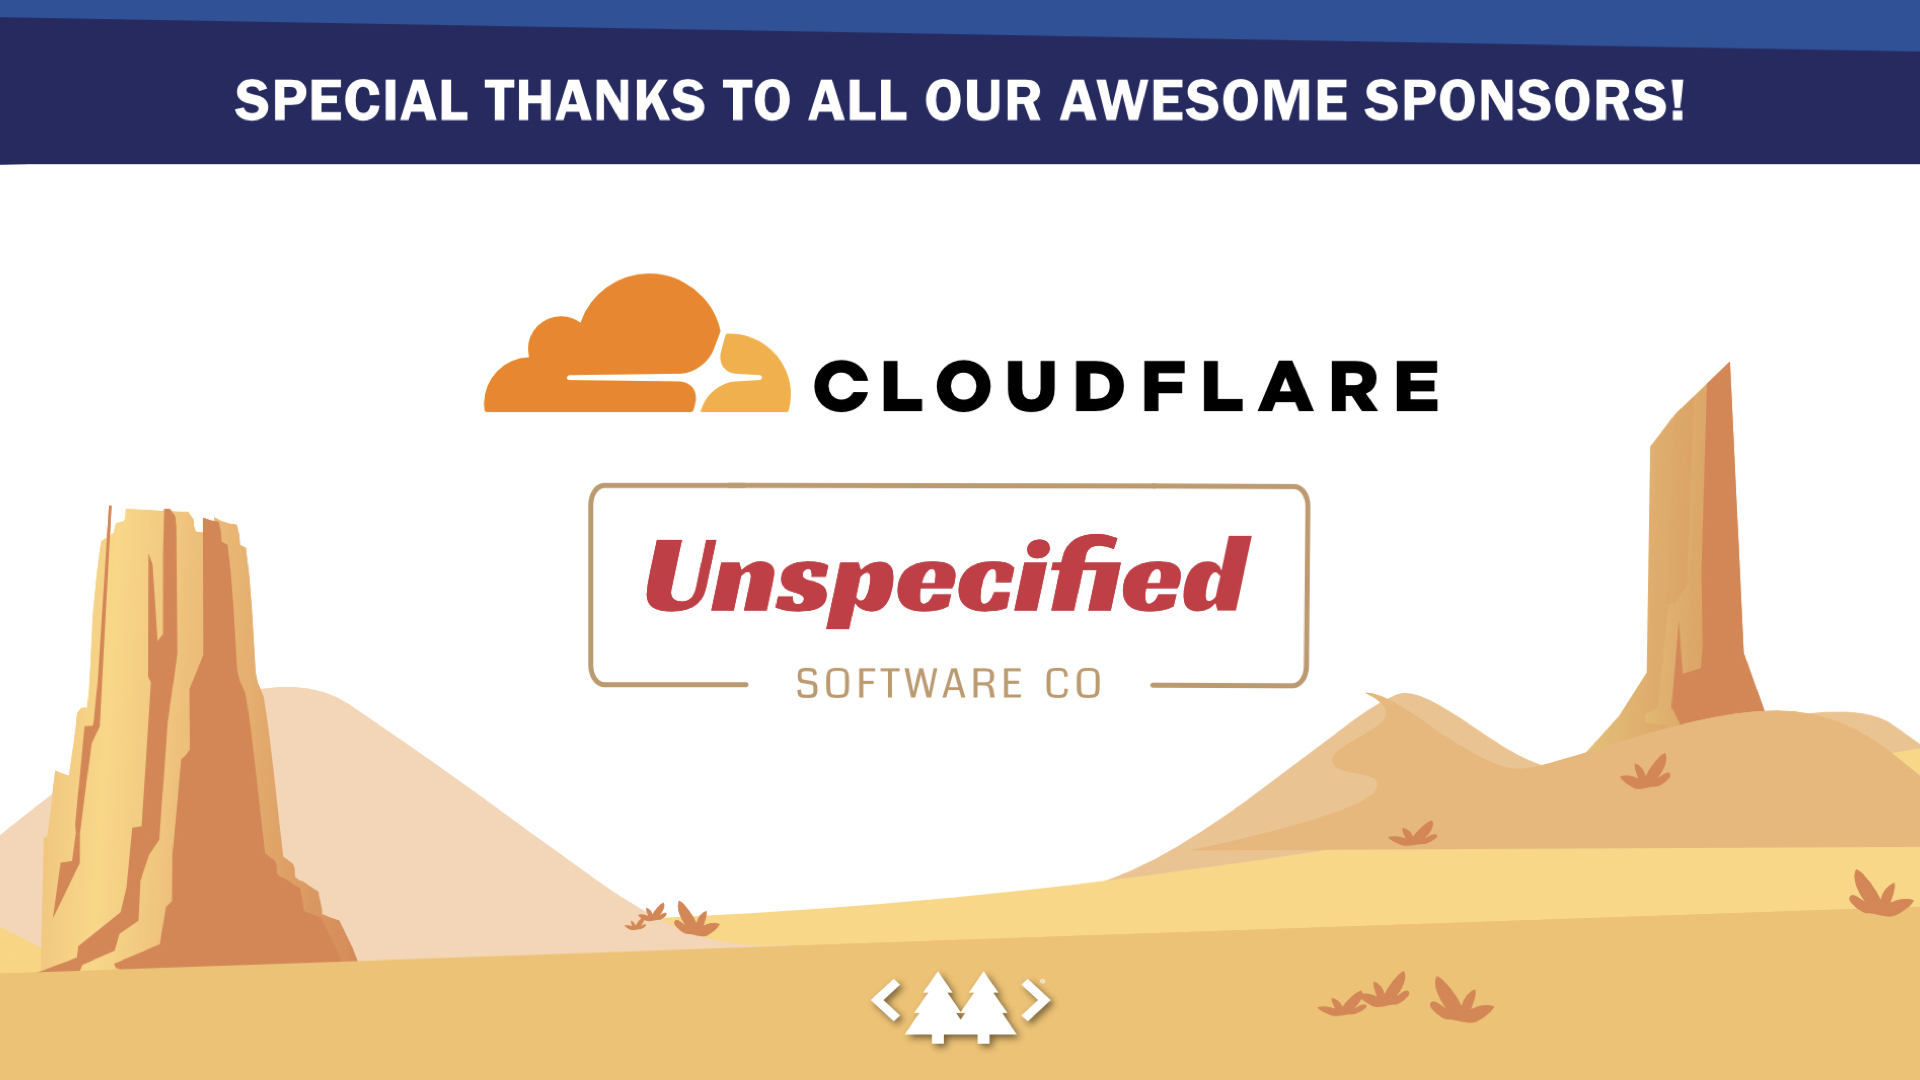 SPECIAL THANKS TO ALL OUR AWESOME SPONSORS!
CLOUDFLARE
Unspecified
SOFTWARE CO